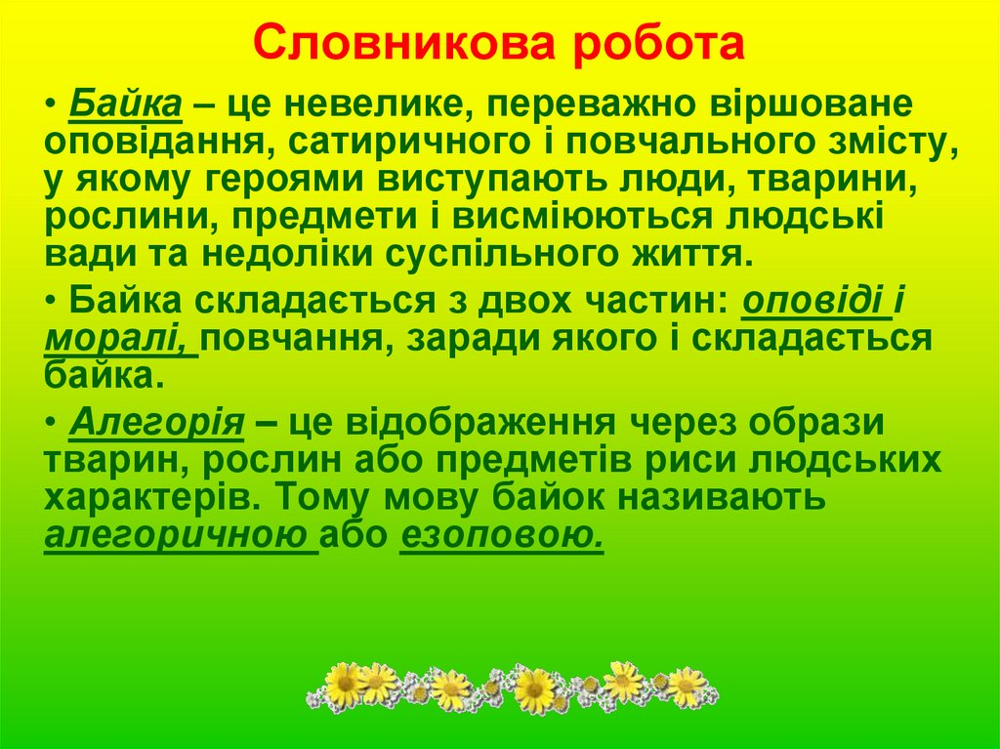 Словникова робота
• Байка – це невелике, переважно віршоване
оповідання, сатиричного і повчального змісту,
у якому героями виступають люди, тварини,
рослини, предмети і висміюються людські
вади та недоліки суспільного життя.
• Байка складається з двох частин: оповіді і
моралі, повчання, заради якого і складається
байка.
• Алегорія – це відображення через образи
тварин, рослин або предметів риси людських
характерів. Тому мову байок називають
алегоричною або езоповою.